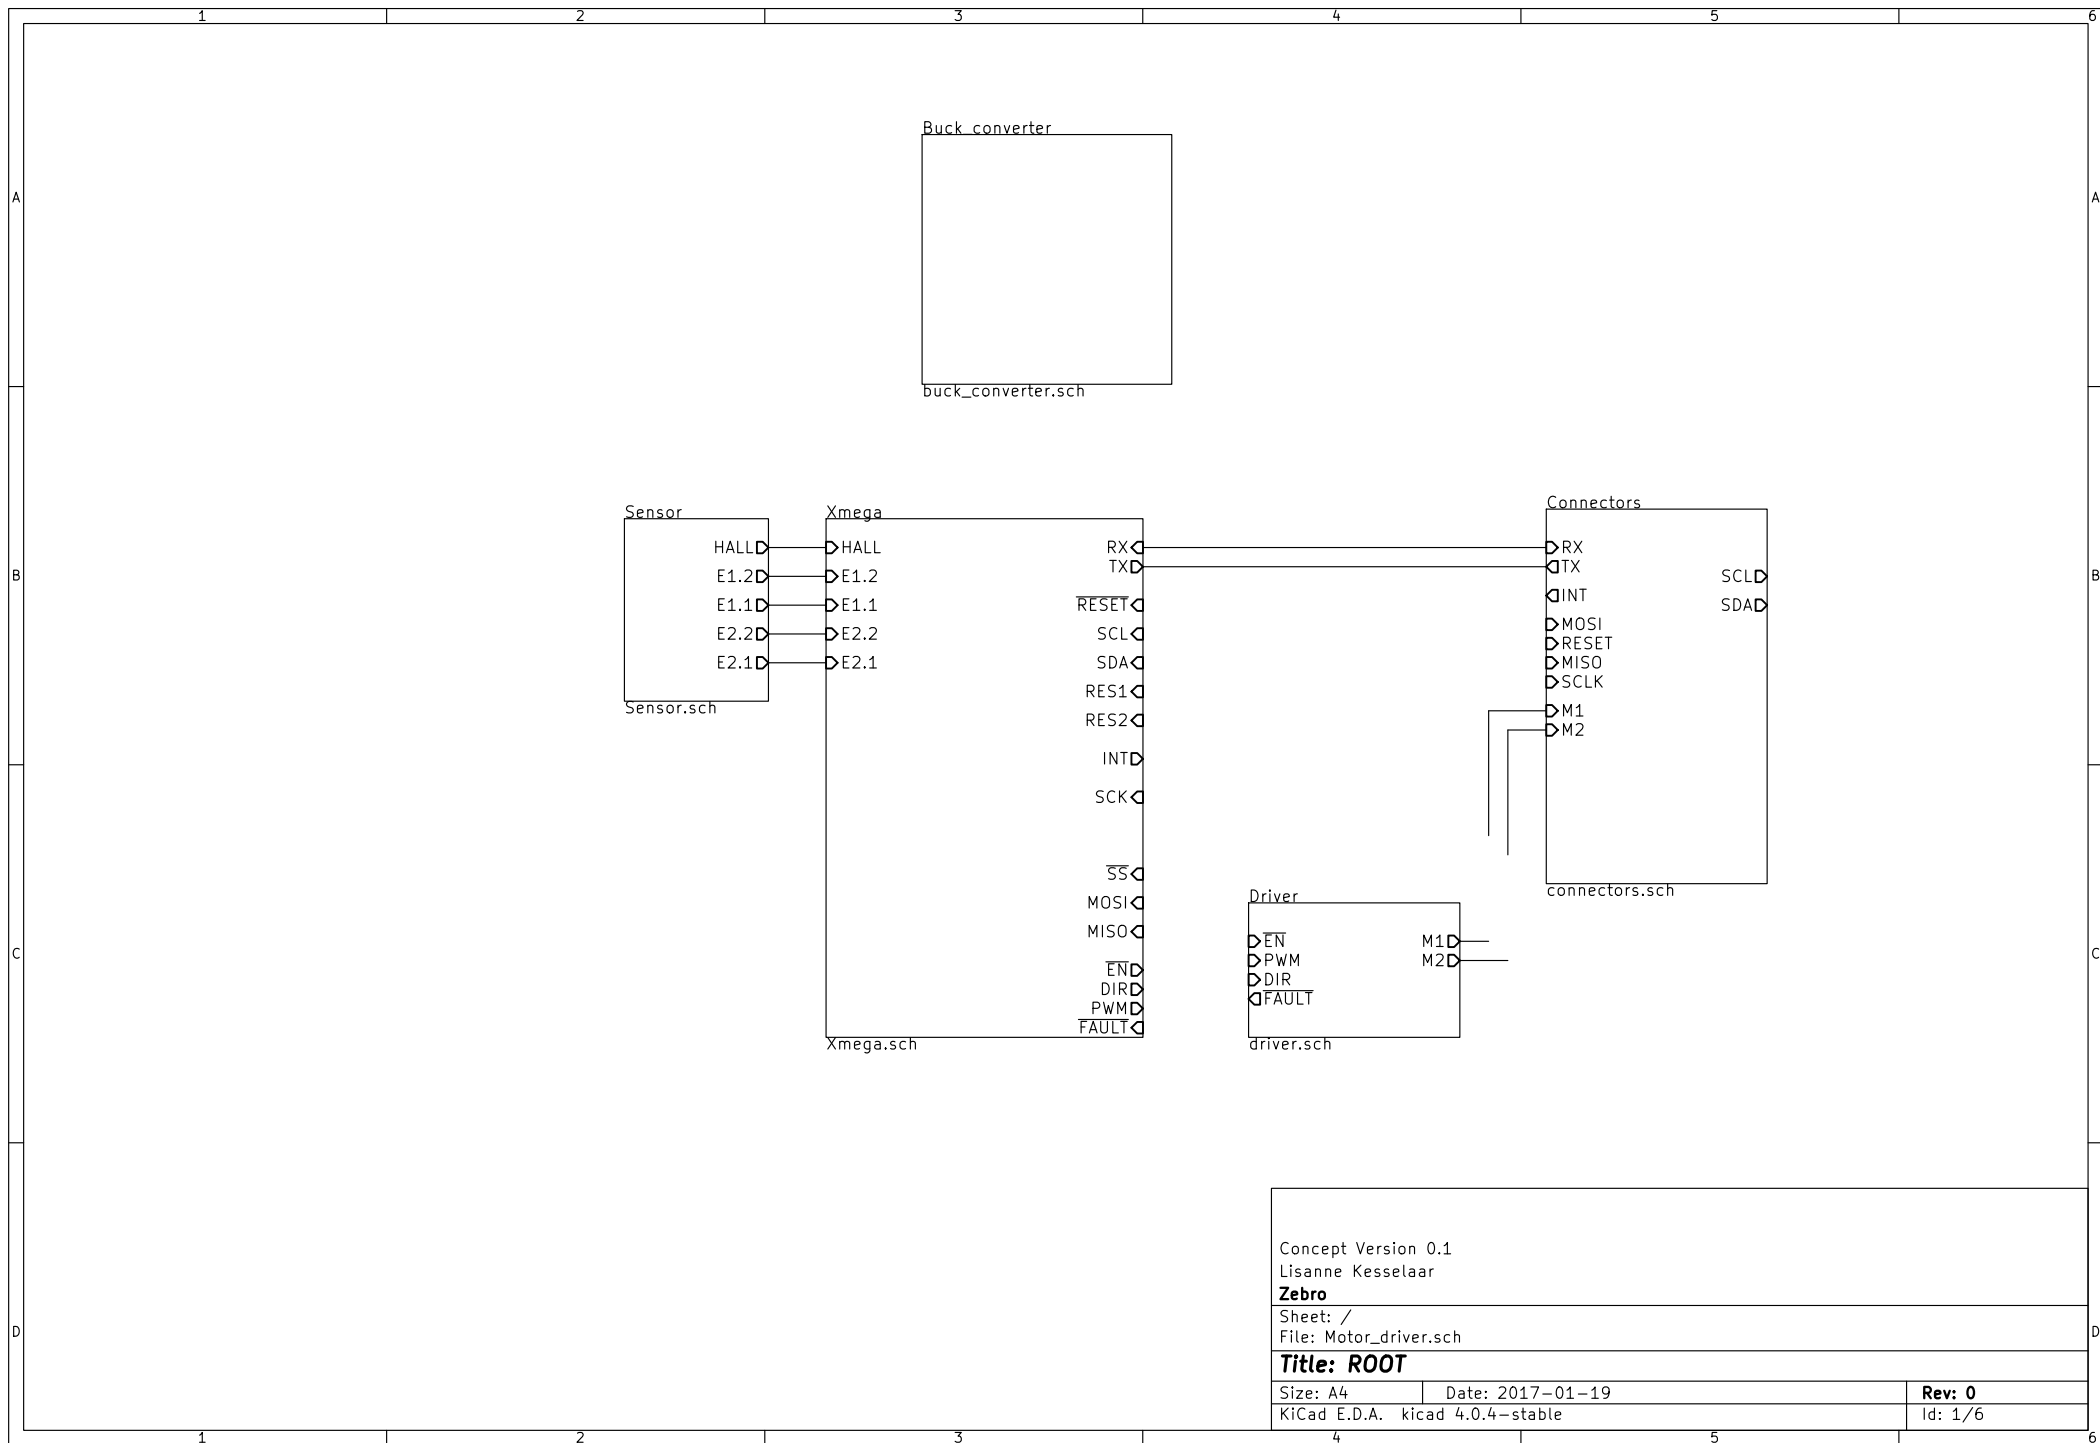 1 2 3 4 5 6
A A
Buck_converter
buck_converter.sch
B B
Sensor
HALL
E1.2
E1.1
E2.2
E2.1
Sensor.sch
Xmega
HALL
E1.2
E1.1
E2.2
E2.1
RX
TX
RESET
SCL
SDA
RES1
RES2
INT
SCK
SS
MOSI
MISO
EN
DIR
PWM
FAULT
Xmega.sch
Connectors
RX
TX
INT
MOSI
RESET
MISO
SCLK
M1
M2
SCL
SDA
connectors.sch
C C
Driver
EN
PWM
DIR
FAULT
M1
M2
driver.sch
D D
Concept Version 0.1
Lisanne Kesselaar
Zebro
Sheet: /
File: Motor_driver.sch
Title: ROOT
Size: A4 Date: 2017-01-19 Rev: 0
KiCad E.D.A. kicad 4.0.4-stable Id: 1/6
1 2 3 4 5 6